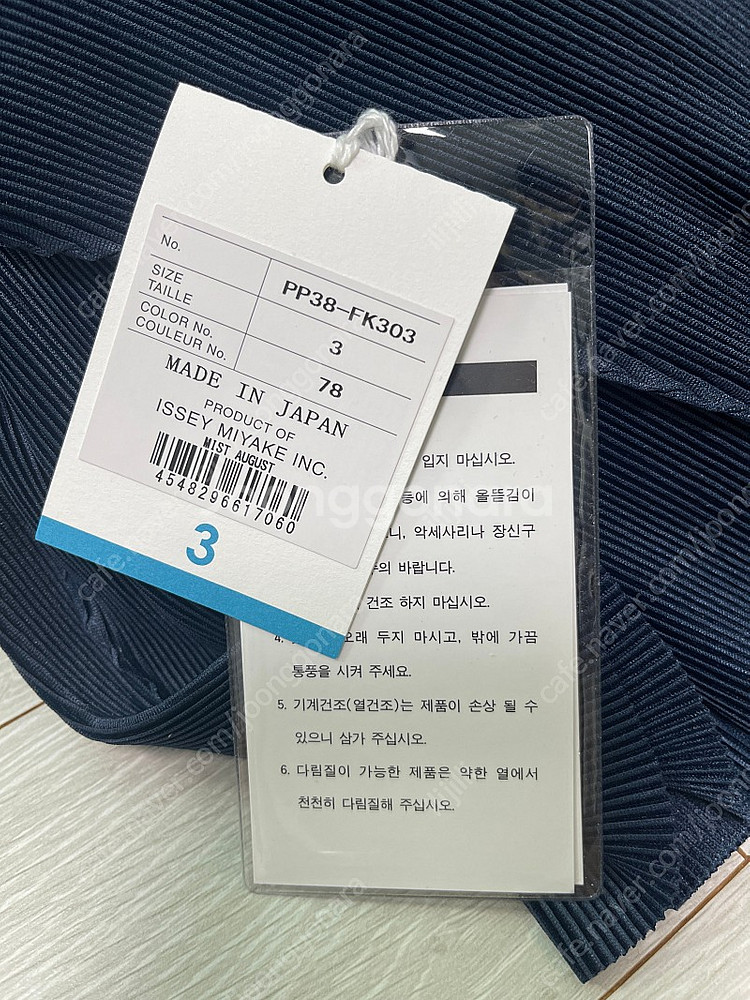 No.
PP38-FK303
SIZE
TAILLE
3
COLOR No.
COULEUR No.
78
MADE IN JAPAN
PRODUCT OF
ISSEY MIYAKE INC.
MIST AUGUST
4548296617060
3
입지 마십시오.
등에 의해 올뜯김이
니, 악세사리나 장신구
바랍니다.
건조 하지 마십시오.
4. 오래 두지 마시고, 밖에 가끔
통풍을 시켜 주세요.
5. 기계건조(열건조)는 제품이 손상 될 수
있으니 삼가 주십시오.
6. 다림질이 가능한 제품은 약한 열에서
천천히 다림질해 주십시오.
cafe.naver.com/joonggonara